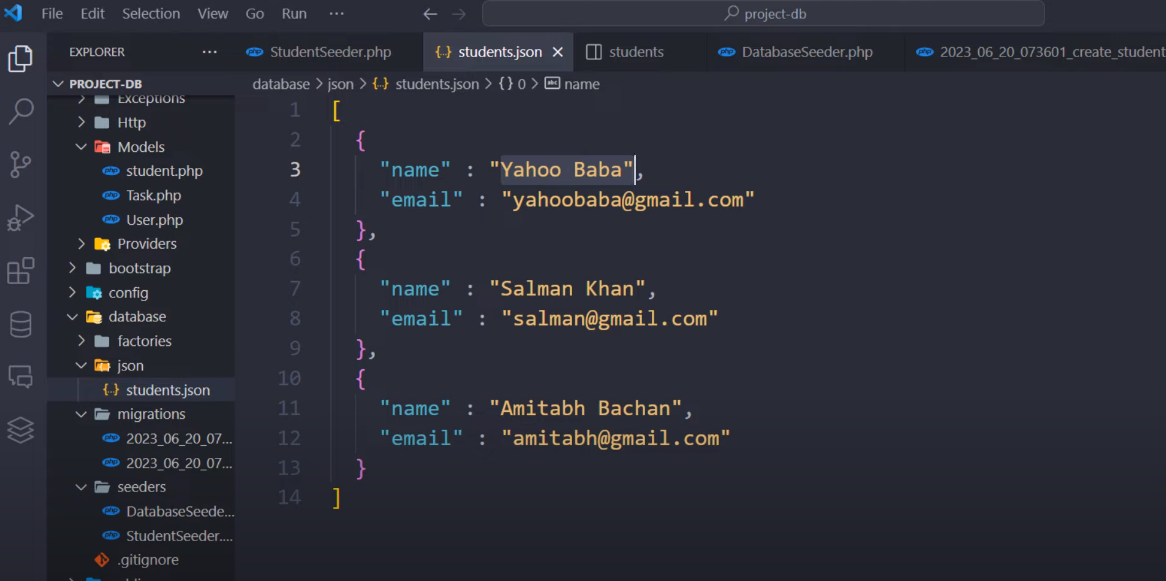 File Edit Selection View Go Run ··· ← → project-db
EXPLORER ···
StudentSeeder.php {..} students.json × students DatabaseSeeder.php 2023_06_20_073601_create_student
PROJECT-DB
database > json > {..} students.json > {} 0 > abc name
Exceptions
Http
Models
student.php
Task.php
User.php
Providers
bootstrap
config
database
factories
json
{..} students.json
migrations
2023_06_20_07...
2023_06_20_07...
seeders
DatabaseSeede...
StudentSeeder....
.gitignore
1 [
2 {
3 "name" : "Yahoo Baba",
4 "email" : "yahoobaba@gmail.com"
5 },
6 {
7 "name" : "Salman Khan",
8 "email" : "salman@gmail.com"
9 },
10 {
11 "name" : "Amitabh Bachan",
12 "email" : "amitabh@gmail.com"
13 }
14 ]